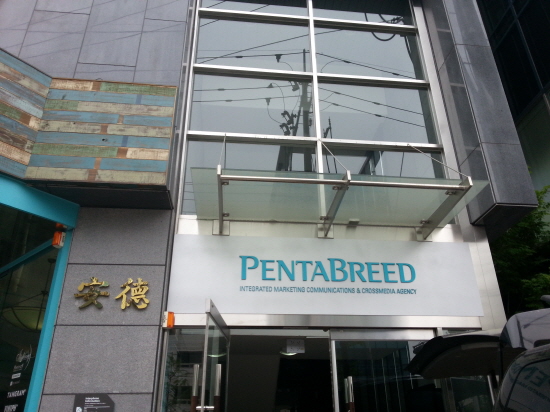 PENTABREED
INTEGRATED MARKETING COMMUNICATIONS & CROSSMEDIA AGENCY
安德